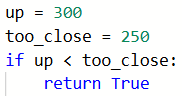 up = 300
too_close = 250
if up < too_close:
    return True